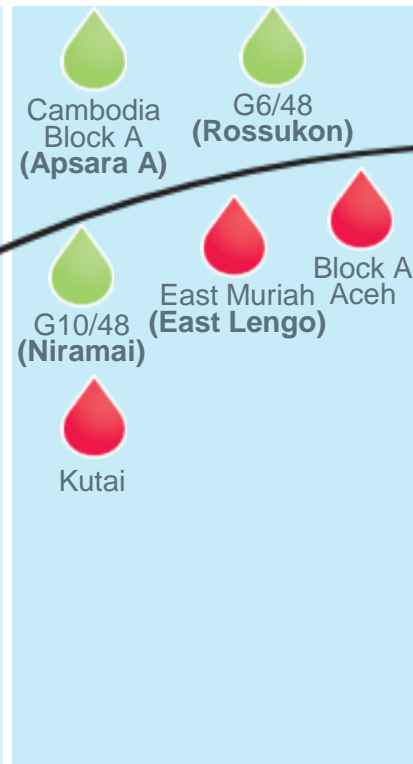 Cambodia
Block A
(Apsara A)
G6/48
(Rossukon)
Block A
Aceh
East Muriah
(East Lengo)
G10/48
(Niramai)
Kutai